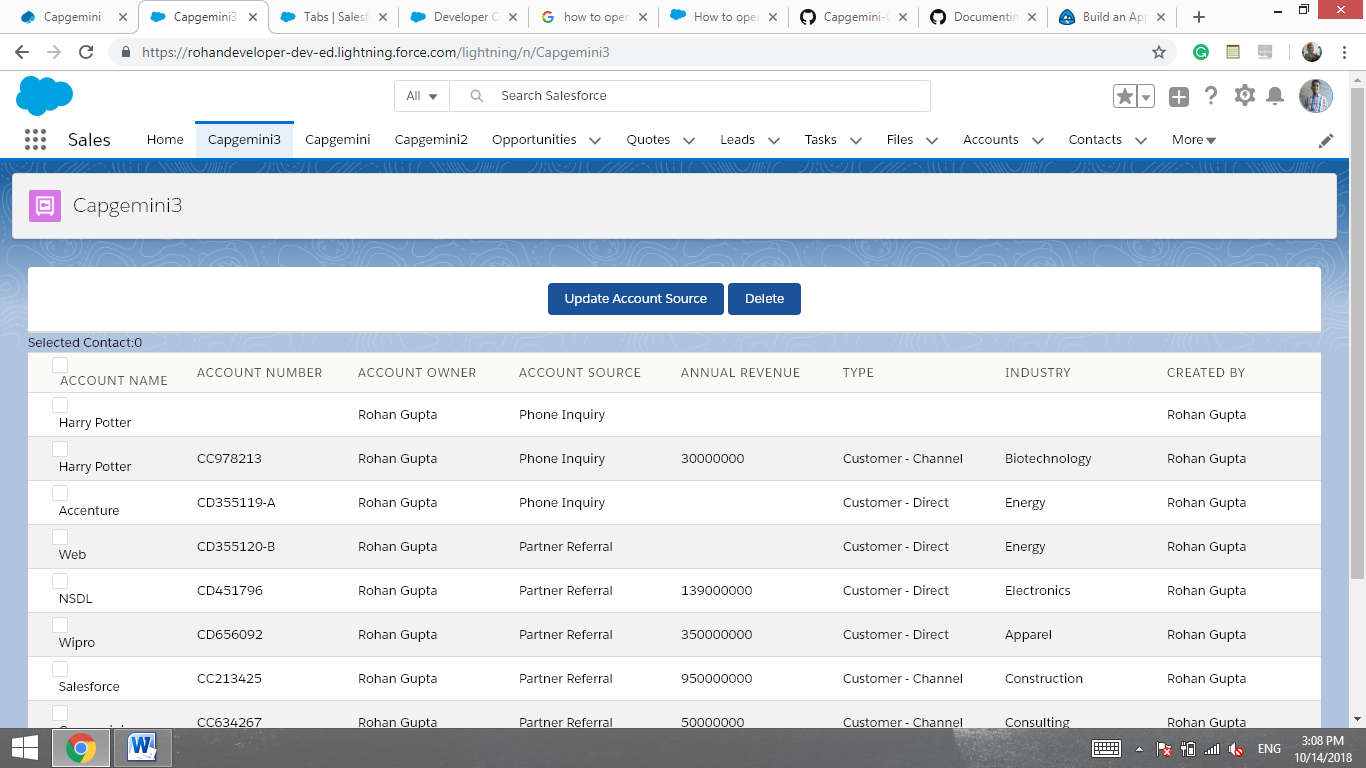 Capgemini
Capgemini3
Tabs | Salesf
Developer C
how to oper
How to oper
Capgemini-C
Documentin
Build an App
https://rohandeveloper-dev-ed.lightning.force.com/lightning/n/Capgemini3
All
Search Salesforce
Sales Home Capgemini3 Capgemini Capgemini2 Opportunities Quotes Leads Tasks Files Accounts Contacts More
Capgemini3
Update Account Source Delete
Selected Contact:0
ACCOUNT NAME ACCOUNT NUMBER ACCOUNT OWNER ACCOUNT SOURCE ANNUAL REVENUE TYPE INDUSTRY CREATED BY
Harry Potter Rohan Gupta Phone Inquiry Rohan Gupta
Harry Potter CC978213 Rohan Gupta Phone Inquiry 30000000 Customer - Channel Biotechnology Rohan Gupta
Accenture CD355119-A Rohan Gupta Phone Inquiry Customer - Direct Energy Rohan Gupta
Web CD355120-B Rohan Gupta Partner Referral Customer - Direct Energy Rohan Gupta
NSDL CD451796 Rohan Gupta Partner Referral 139000000 Customer - Direct Electronics Rohan Gupta
Wipro CD656092 Rohan Gupta Partner Referral 350000000 Customer - Direct Apparel Rohan Gupta
Salesforce CC213425 Rohan Gupta Partner Referral 950000000 Customer - Channel Construction Rohan Gupta
CC634267 Rohan Gupta Partner Referral 50000000 Customer - Channel Consulting Rohan Gupta
ENG
3:08 PM
10/14/2018